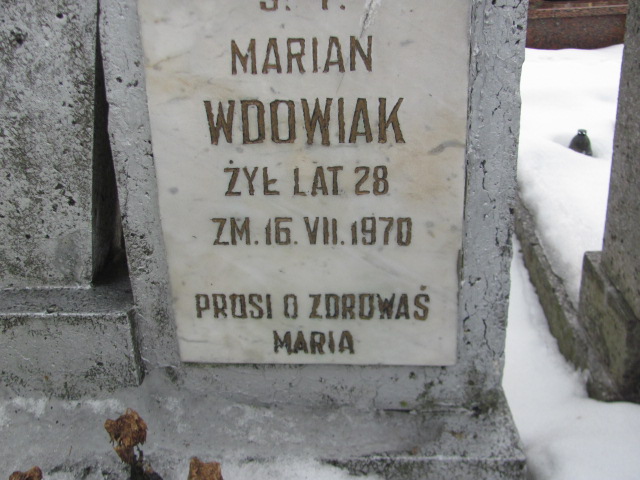 MARIAN
WDOWIAK
ŻYŁ LAT 28
ZM. 16. VII. 1970
PROSI O ZDROWAŚ
MARIA